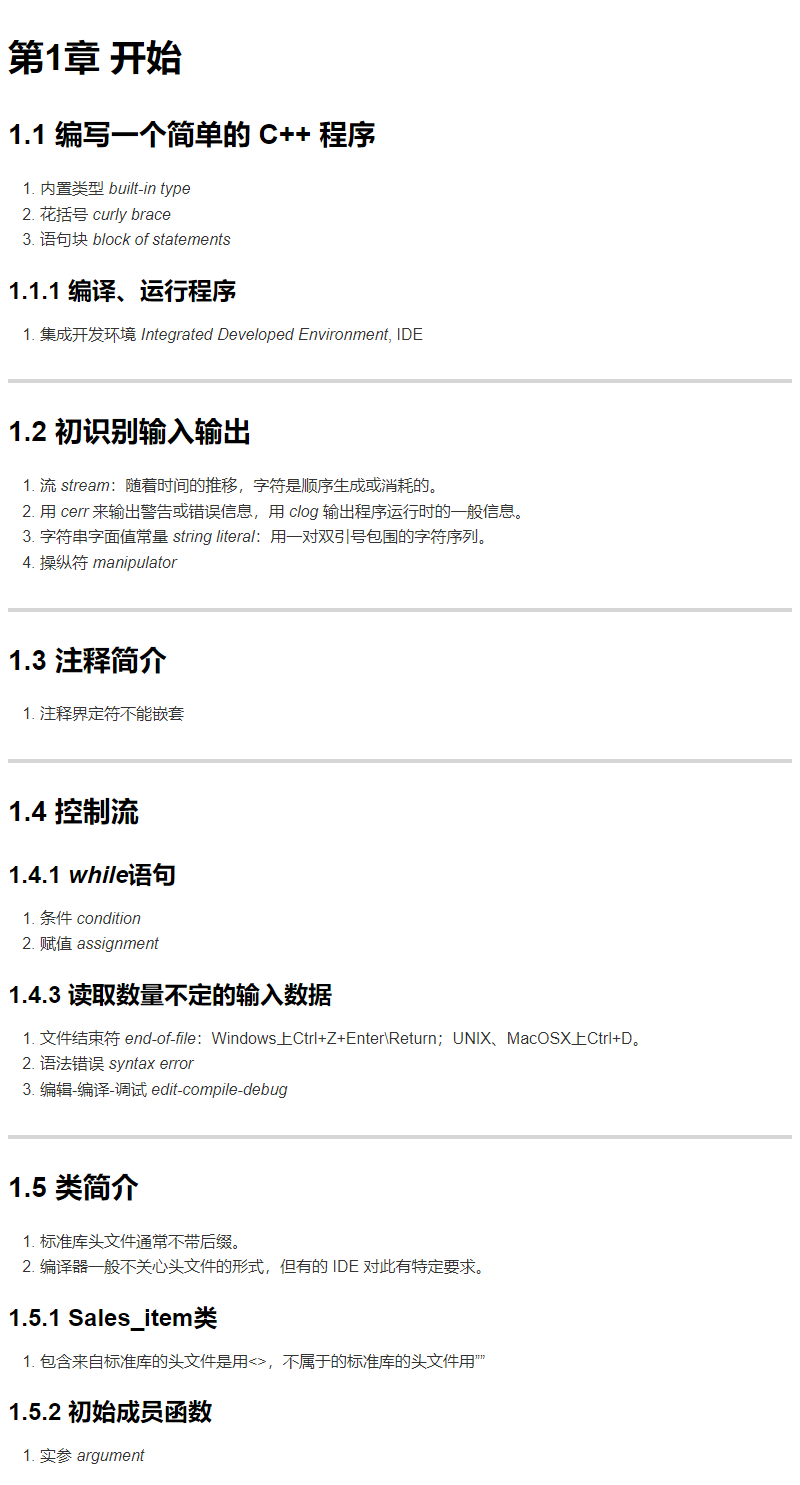 第1章 开始
1.1 编写一个简单的 C++ 程序
1. 内置类型 built-in type
2. 花括号 curly brace
3. 语句块 block of statements
1.1.1 编译、运行程序
1. 集成开发环境 Integrated Developed Environment, IDE
1.2 初识别输入输出
1. 流 stream：随着时间的推移，字符是顺序生成或消耗的。
2. 用 cerr 来输出警告或错误信息，用 clog 输出程序运行时的一般信息。
3. 字符串字面值常量 string literal：用一对双引号包围的字符序列。
4. 操纵符 manipulator
1.3 注释简介
1. 注释界定符不能嵌套
1.4 控制流
1.4.1 while语句
1. 条件 condition
2. 赋值 assignment
1.4.3 读取数量不定的输入数据
1. 文件结束符 end-of-file：Windows上Ctrl+Z+Enter\Return；UNIX、MacOSX上Ctrl+D。
2. 语法错误 syntax error
3. 编辑-编译-调试 edit-compile-debug
1.5 类简介
1. 标准库头文件通常不带后缀。
2. 编译器一般不关心头文件的形式，但有的 IDE 对此有特定要求。
1.5.1 Sales_item类
1. 包含来自标准库的头文件是用<>，不属于的标准库的头文件用””
1.5.2 初始成员函数
1. 实参 argument